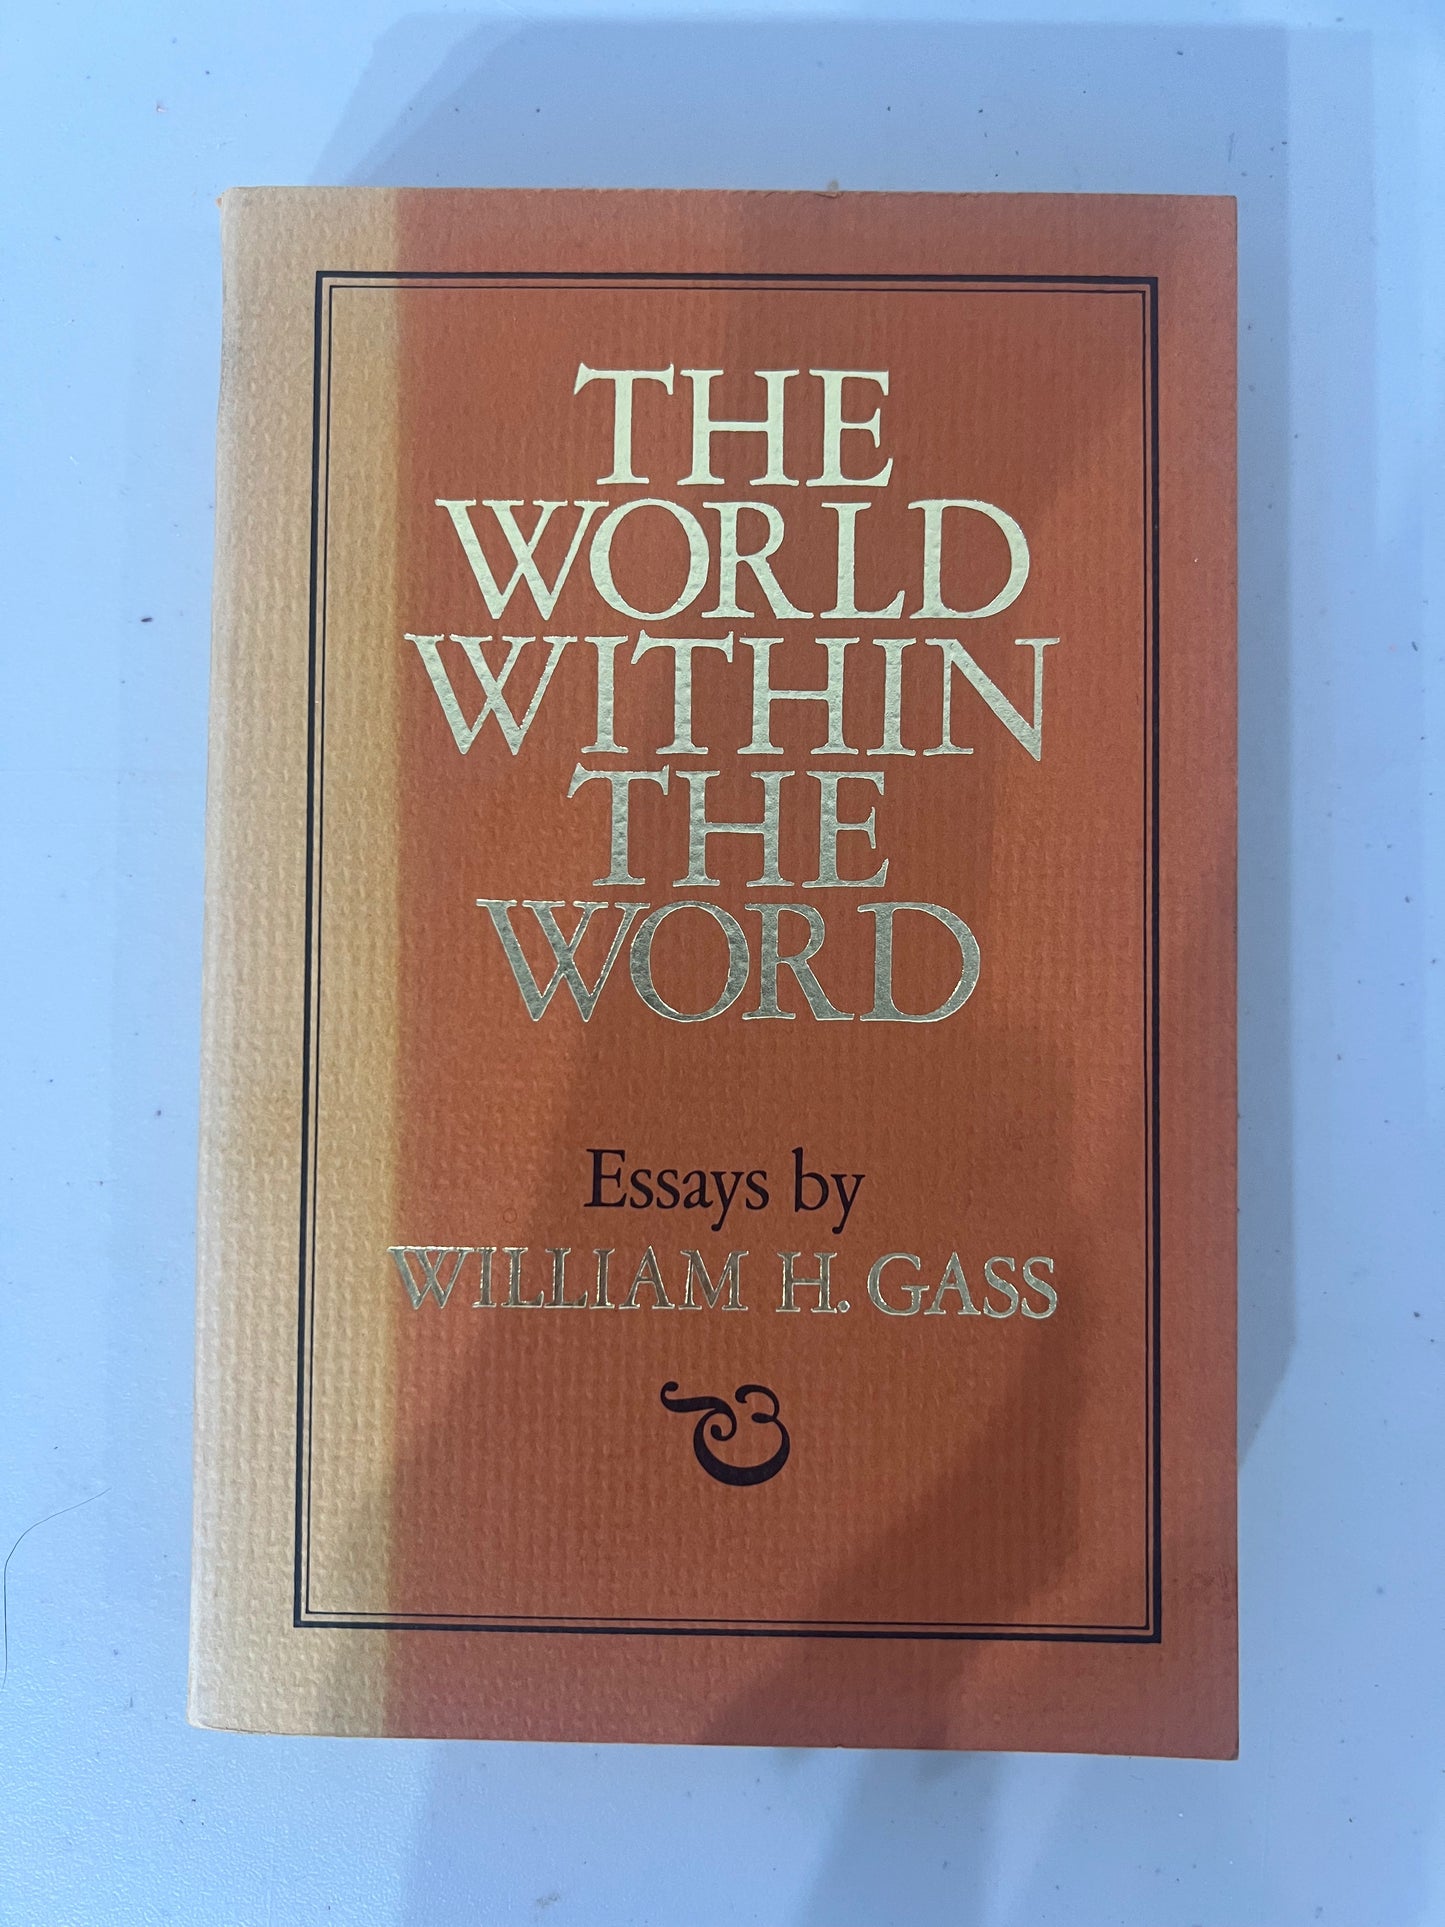 THE
WORLD
WITHIN
THE
WORD
Essays by
WILLIAM H. GASS